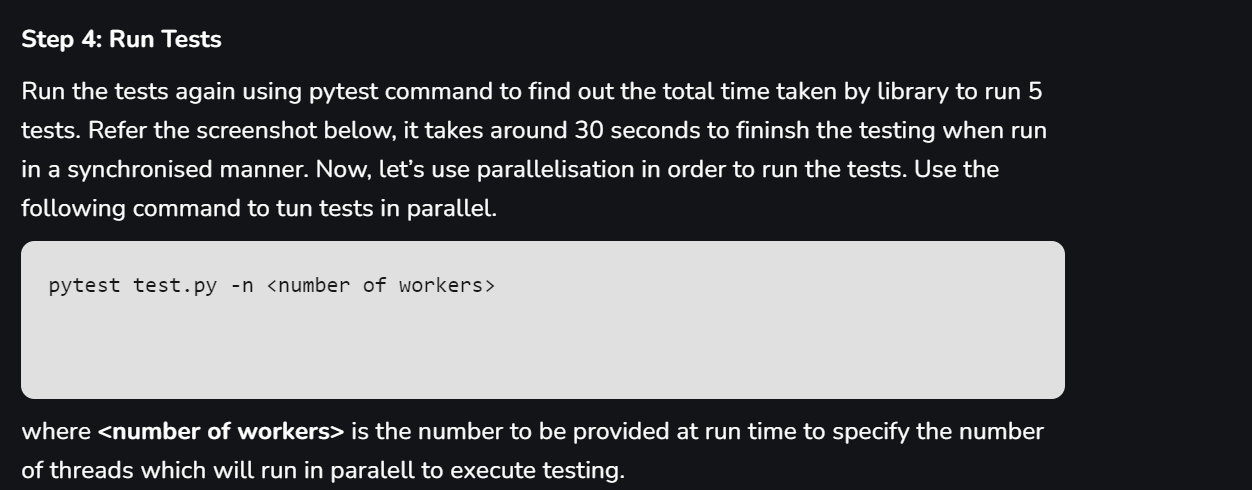 Step 4: Run Tests
Run the tests again using pytest command to find out the total time taken by library to run 5
tests. Refer the screenshot below, it takes around 30 seconds to fininsh the testing when run
in a synchronised manner. Now, let’s use parallelisation in order to run the tests. Use the
following command to tun tests in parallel.
pytest test.py -n <number of workers>
where <number of workers> is the number to be provided at run time to specify the number
of threads which will run in paralell to execute testing.